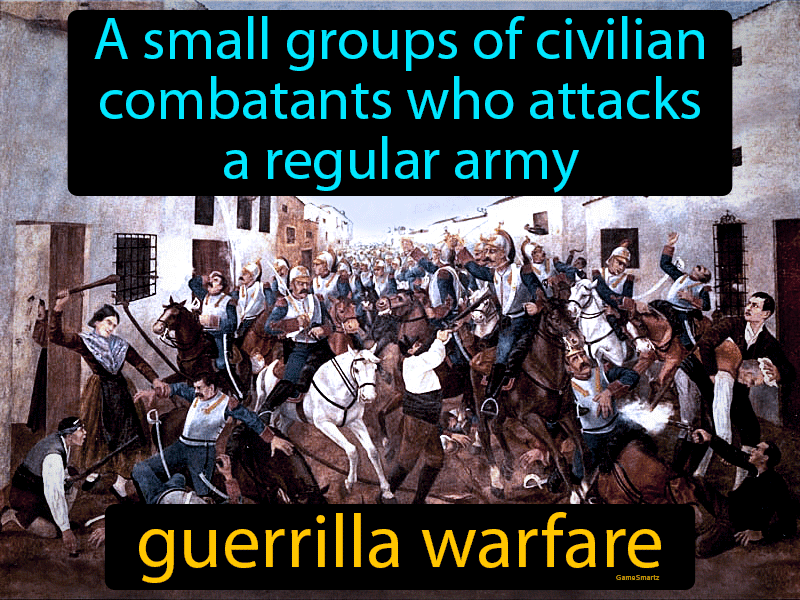 A small groups of civilian
combatants who attacks
a regular army
guerrilla warfare
GameSmartz